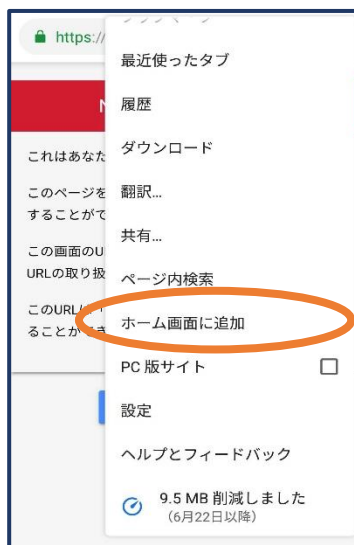 https://
最近使ったタブ
履歴
ダウンロード
翻訳...
共有...
ページ内検索
ホーム画面に追加
PC 版サイト
設定
ヘルプとフィードバック
9.5 MB 削減しました
(6月22日以降)
これはあなた
このページを
することがで
この画面のU
URLの取り扱
このURLは
ることが